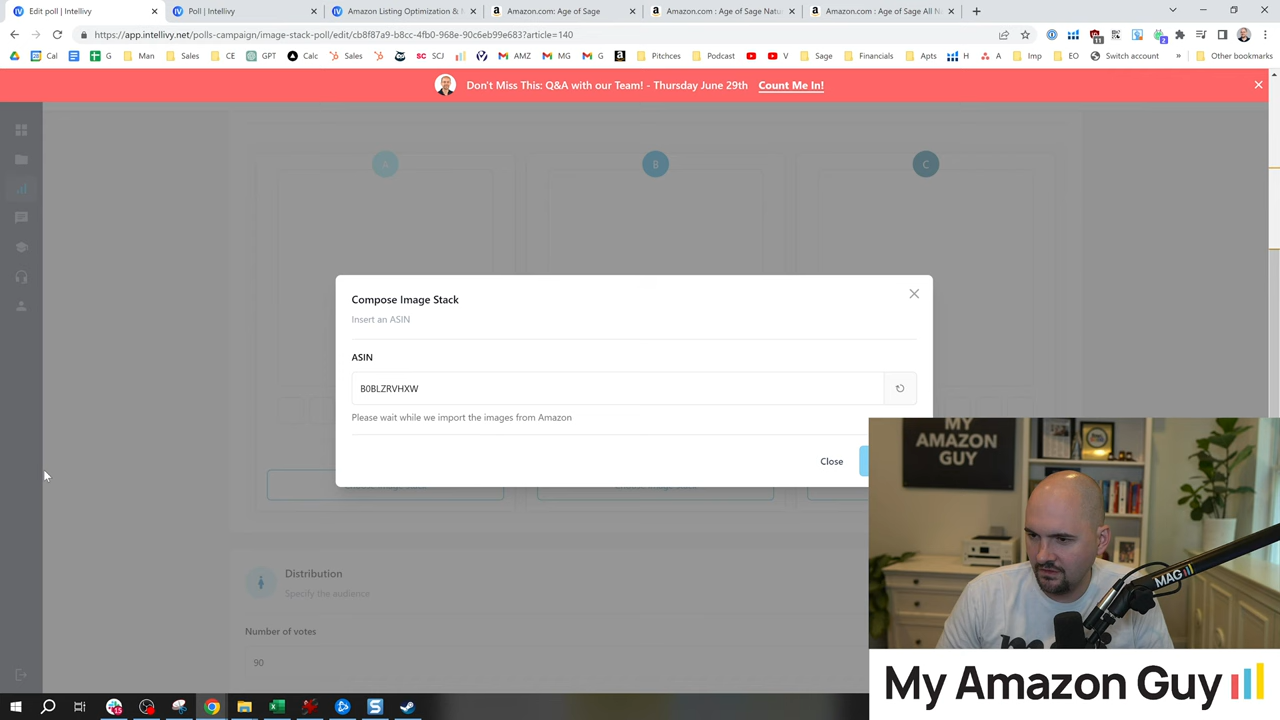 Edit poll | Intellivy
Poll | Intellivy
Amazon Listing Optimization &
Amazon.com: Age of Sage
Amazon.com : Age of Sage Natu
Amazon.com : Age of Sage All N
https://app.intellivy.net/polls-campaign/image-stack-poll/edit/cb8f87a9-b8cc-4fb0-968e-90c6eb99e683?article=140
Cal
G
Man
Sales
CE
GPT
Calc
Sales
SCJ
AMZ
M
G
Pitchces
Podcast
V
Sage
Financials
Apts
H
A
Imp
EO
Switch account
»
Other bookmarks
Don't Miss This: Q&A with our Team! - Thursday June 29th Count Me In!
A
B
C
Compose Image Stack
Insert an ASIN
ASIN
B0BLZRVHXW
Please wait while we import the images from Amazon
Close
Distribution
Specify the audience
Number of votes
90
MY
AMAZON
GUY
MAG
My Amazon Guy